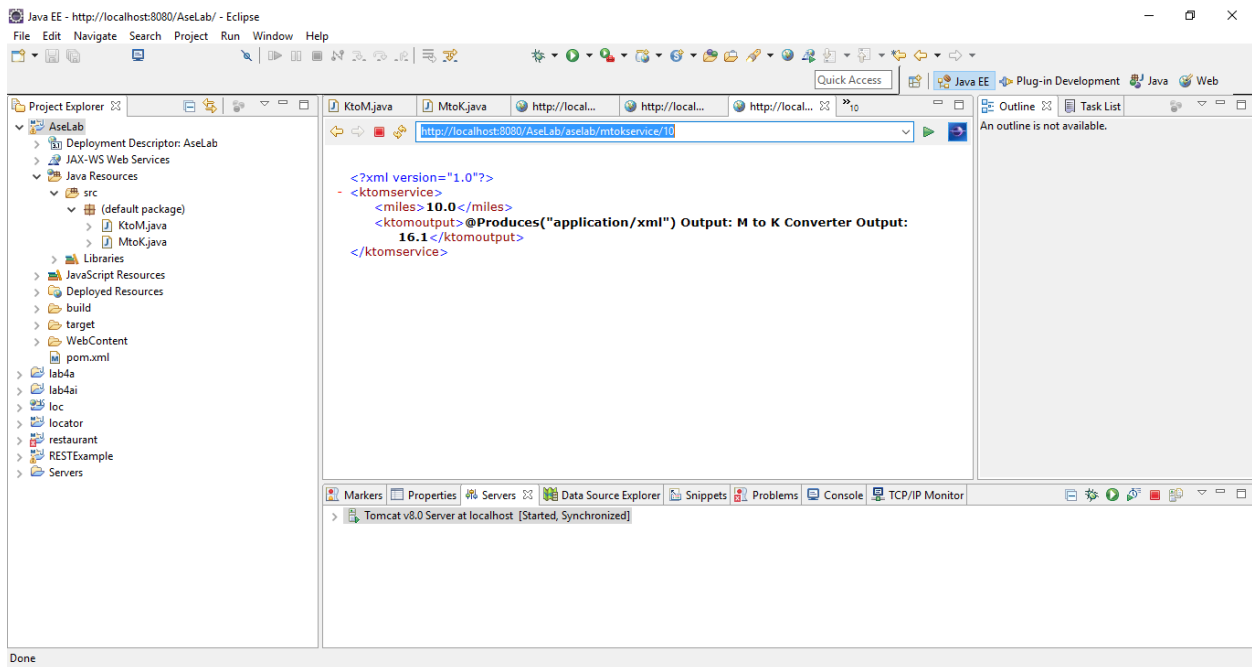 Java EE - http://localhost:8080/AseLab/ - Eclipse
File Edit Navigate Search Project Run Window Help
Quick Access
Java EE Plug-in Development Java Web
Project Explorer
KtoM.java MtoK.java http://local... http://local... http://local... »10
Outline Task List
http://localhost:8080/AseLab/aselab/mtokservice/10
An outline is not available.
AseLab
Deployment Descriptor: AseLab
JAX-WS Web Services
Java Resources
src
(default package)
KtoM.java
MtoK.java
Libraries
JavaScript Resources
Deployed Resources
build
target
WebContent
pom.xml
lab4a
lab4ai
loc
locator
restaurant
RESTExample
Servers
<?xml version="1.0"?>
- <ktomservice>
<miles>10.0</miles>
<ktomoutput>@Produces("application/xml") Output: M to K Converter Output:
16.1</ktomoutput>
</ktomservice>
Markers Properties Servers Data Source Explorer Snippets Problems Console TCP/IP Monitor
Tomcat v8.0 Server at localhost [Started, Synchronized]
Done